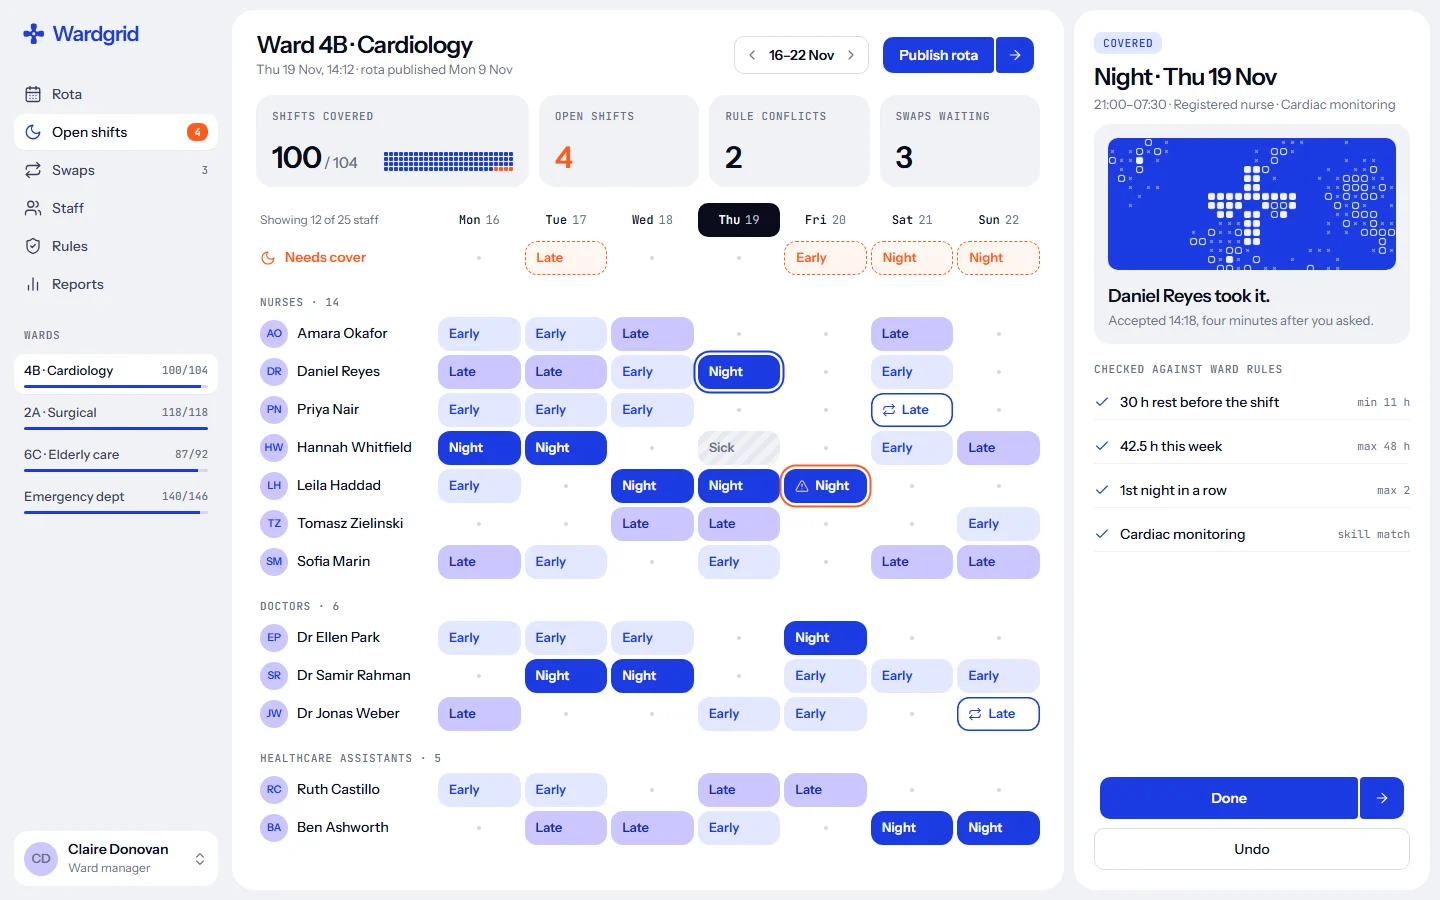 Wardgrid
Rota
Open shifts 4
Swaps 3
Staff
Rules
Reports
WARDS
4B · Cardiology 100/104
2A · Surgical 118/118
6C · Elderly care 87/92
Emergency dept 140/146
CD Claire Donovan
Ward manager
Ward 4B · Cardiology
Thu 19 Nov, 14:12 · rota published Mon 9 Nov
16–22 Nov
Publish rota
SHIFTS COVERED
100 / 104
OPEN SHIFTS
4
RULE CONFLICTS
2
SWAPS WAITING
3
Showing 12 of 25 staff Mon 16 Tue 17 Wed 18 Thu 19 Fri 20 Sat 21 Sun 22
Needs cover Late Early Night Night
NURSES · 14
AO Amara Okafor Early Early Late Late
DR Daniel Reyes Late Late Early Night Early
PN Priya Nair Early Early Early Late
HW Hannah Whitfield Night Night Sick Early Late
LH Leila Haddad Early Night Night Night
TZ Tomasz Zielinski Late Late Early
SM Sofia Marin Late Early Early Late Late
DOCTORS · 6
EP Dr Ellen Park Early Early Early Night
SR Dr Samir Rahman Night Night Early Early Early
JW Dr Jonas Weber Late Early Early Late
HEALTHCARE ASSISTANTS · 5
RC Ruth Castillo Early Early Late Late
BA Ben Ashworth Late Late Early Night Night
COVERED
Night · Thu 19 Nov
21:00–07:30 · Registered nurse · Cardiac monitoring
Daniel Reyes took it.
Accepted 14:18, four minutes after you asked.
CHECKED AGAINST WARD RULES
30 h rest before the shift min 11 h
42.5 h this week max 48 h
1st night in a row max 2
Cardiac monitoring skill match
Done
Undo